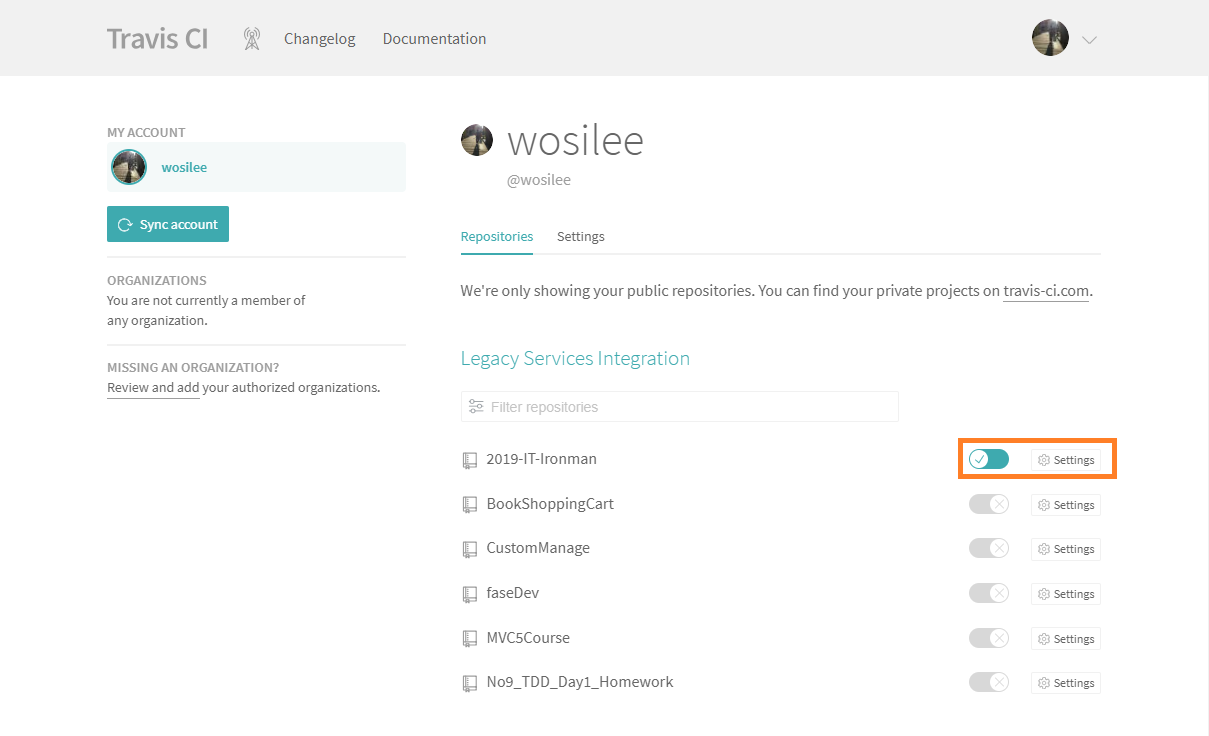 Travis CI
Changelog
Documentation
MY ACCOUNT
wosilee
Sync account
ORGANIZATIONS
You are not currently a member of
any organization.
MISSING AN ORGANIZATION?
Review and add your authorized organizations.
wosilee
@wosilee
Repositories
Settings
We're only showing your public repositories. You can find your private projects on travis-ci.com.
Legacy Services Integration
Filter repositories
2019-IT-Ironman
Settings
BookShoppingCart
Settings
CustomManage
Settings
faseDev
Settings
MVC5Course
Settings
No9_TDD_Day1_Homework
Settings